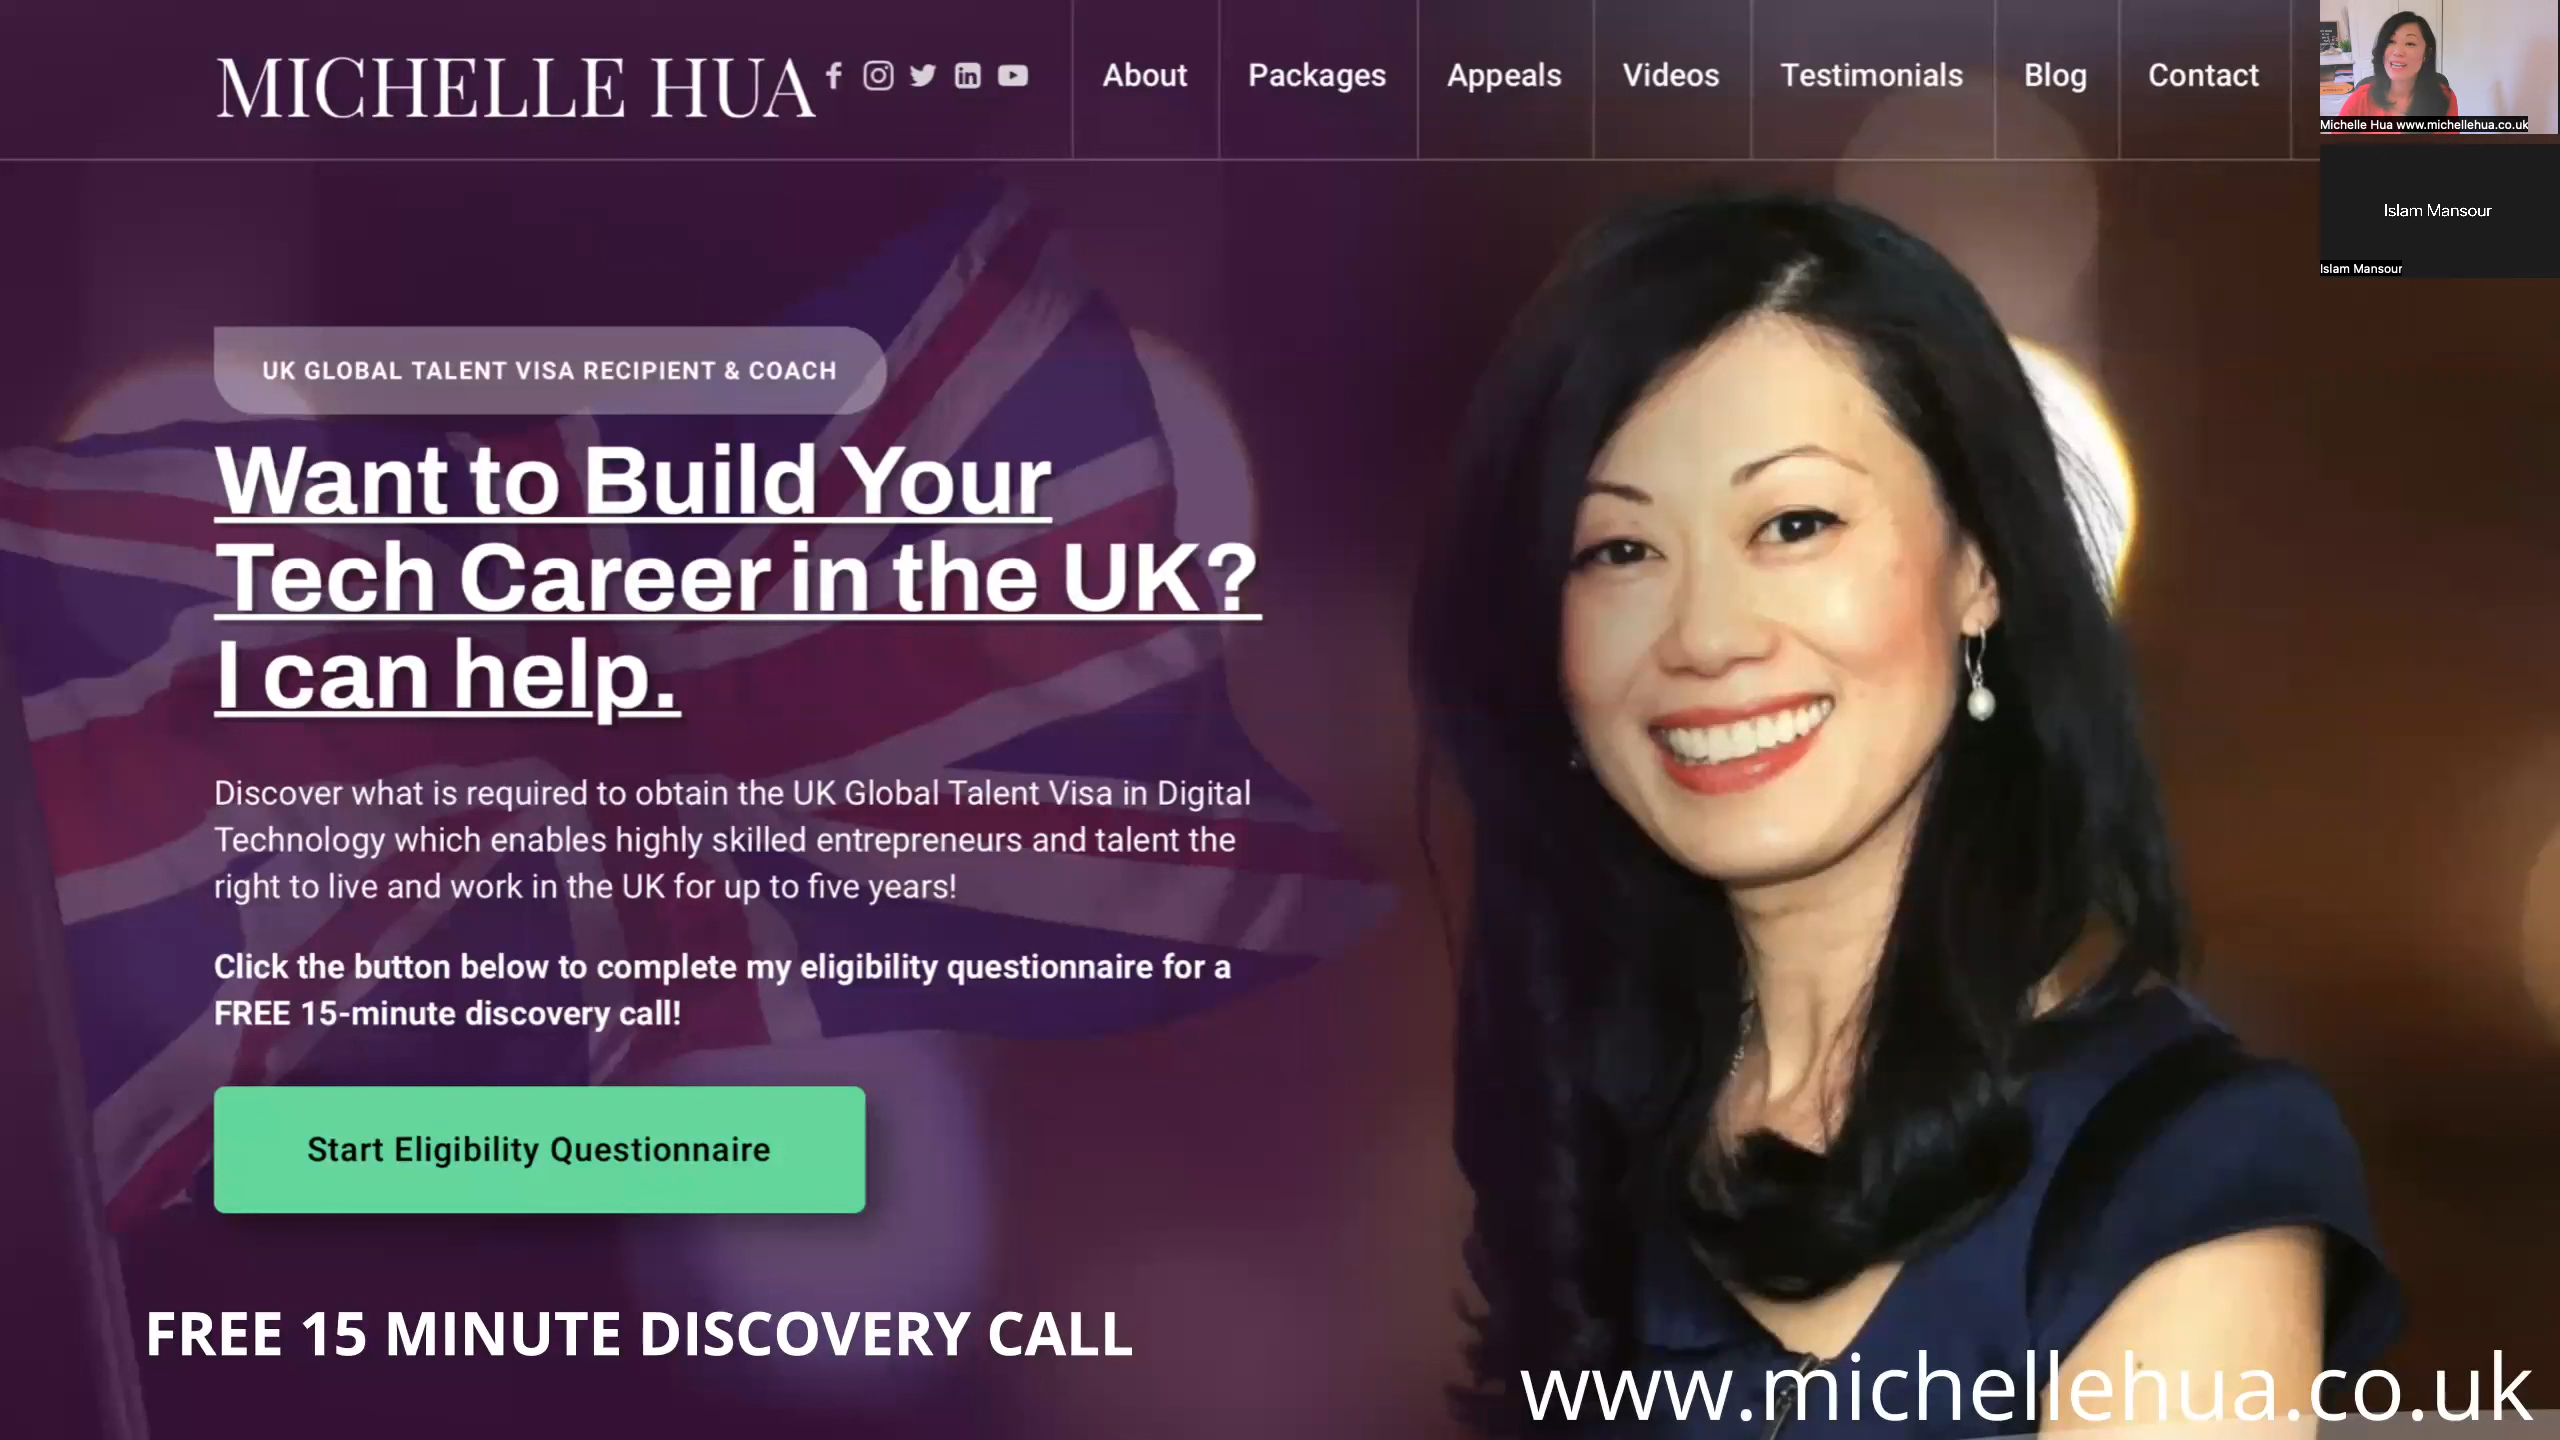 MICHELLE HUA
About
Packages
Appeals
Videos
Testimonials
Blog
Contact
Michelle Hua www.michellehua.co.uk
Islam Mansour
Islam Mansour
UK GLOBAL TALENT VISA RECIPIENT & COACH
Want to Build Your
Tech Career in the UK?
I can help.
Discover what is required to obtain the UK Global Talent Visa in Digital
Technology which enables highly skilled entrepreneurs and talent the
right to live and work in the UK for up to five years!
Click the button below to complete my eligibility questionnaire for a
FREE 15-minute discovery call!
Start Eligibility Questionnaire
FREE 15 MINUTE DISCOVERY CALL
www.michellehua.co.uk